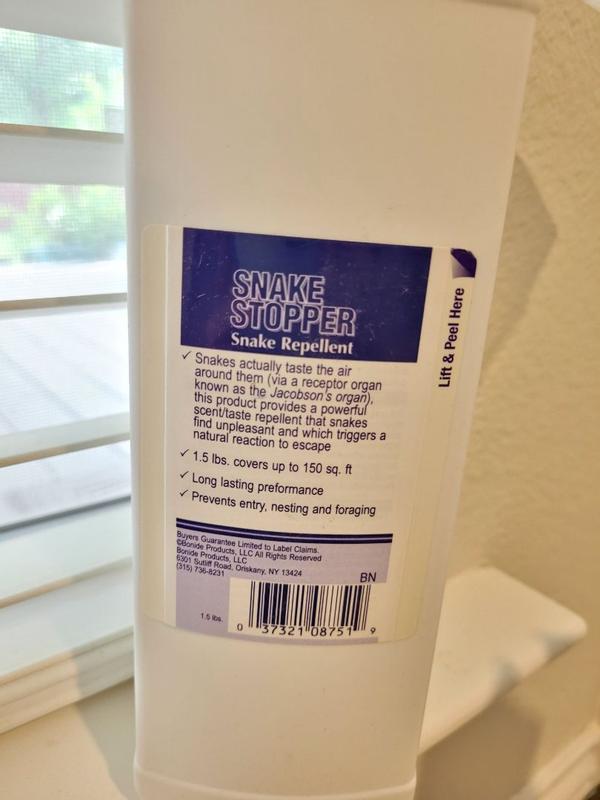 SNAKE
STOPPER
Snake Repellent
✓ Snakes actually taste the air
around them (via a receptor organ
known as the Jacobson's organ),
this product provides a powerful
scent/taste repellent that snakes
find unpleasant and which triggers a
natural reaction to escape
✓ 1.5 lbs. covers up to 150 sq. ft
✓ Long lasting preformance
✓ Prevents entry, nesting and foraging
Buyers Guarantee Limited to Label Claims.
©Bonide Products, LLC All Rights Reserved
Bonide Products, LLC
6301 Sutliff Road, Oriskany, NY 13424
(315) 736-8231
BN
1.5 lbs.
0 37321 08751 9
Lift & Peel Here